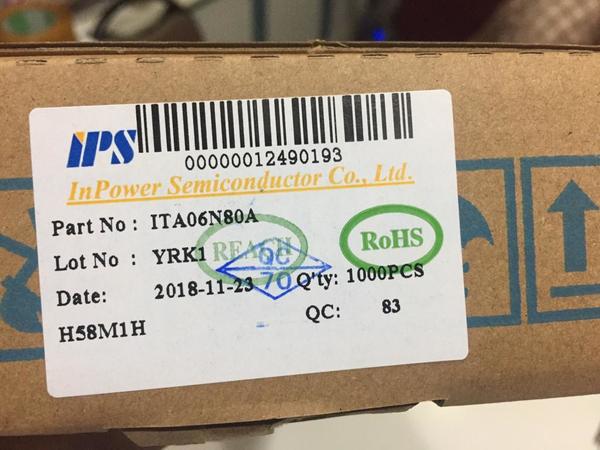 IPS
00000012490193
InPower Semiconductor Co., Ltd.
Part No : ITA06N80A
Lot No : YRK1
REACH
RoHS
QC
70
Date: 2018-11-23
Q'ty: 1000PCS
H58M1H
QC: 83